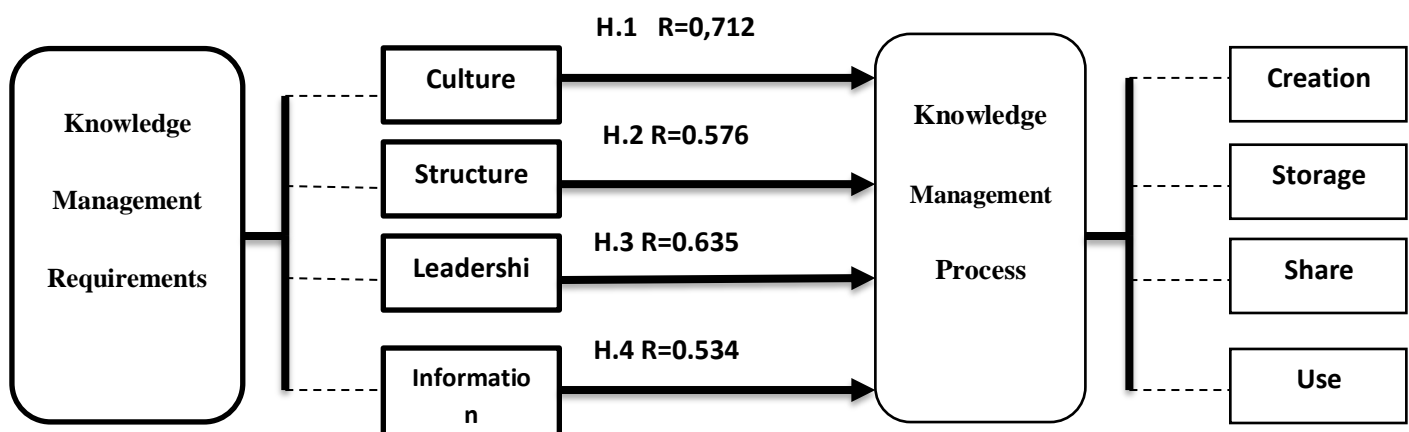 Knowledge
Management
Requirements
Culture
Structure
Leadershi
Informatio
n
H.1 R=0,712
H.2 R=0.576
H.3 R=0.635
H.4 R=0.534
Knowledge
Management
Process
Creation
Storage
Share
Use